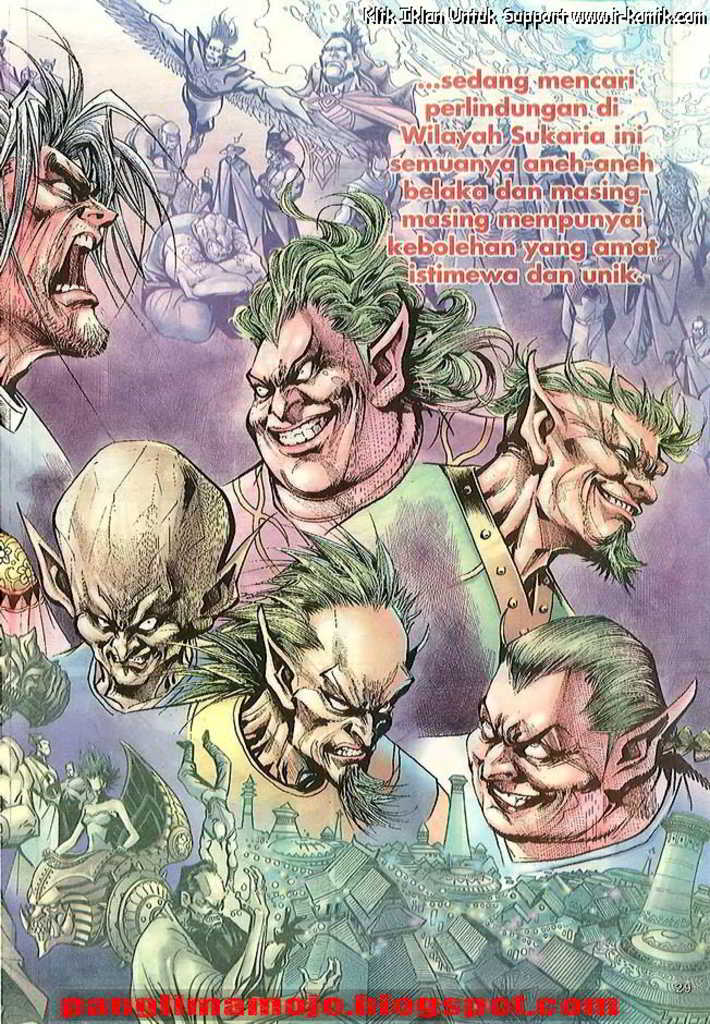 Klik Iklan Untuk Support www.ir-komik.com
...sedang mencari
perlindungan di
Wilayah Sukaria ini
semuanya aneh-aneh
belaka dan masing-
masing mempunyai
kebolehan yang amat
istimewa dan unik.
29
panglimamojo.blogspot.com